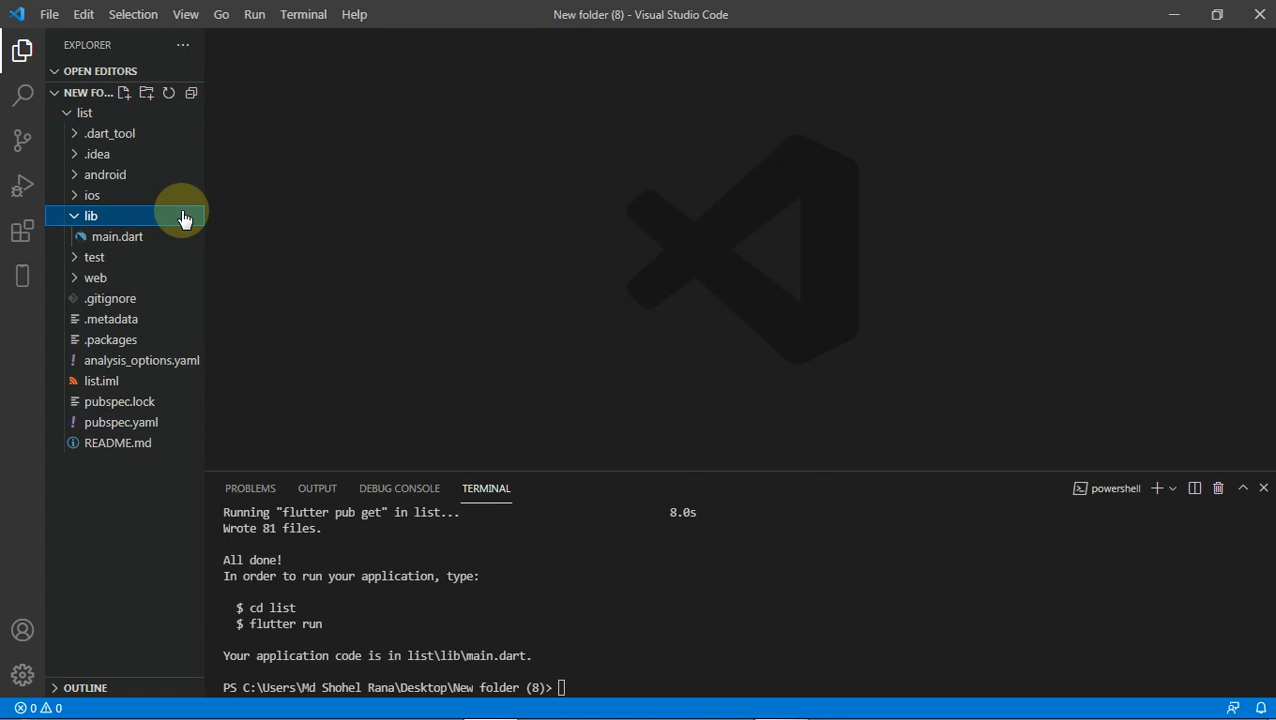 File Edit Selection View Go Run Terminal Help
New folder (8) - Visual Studio Code
EXPLORER
OPEN EDITORS
NEW FO...
list
.dart_tool
.idea
android
ios
lib
main.dart
test
web
.gitignore
.metadata
.packages
analysis_options.yaml
list.iml
pubspec.lock
pubspec.yaml
README.md
OUTLINE
PROBLEMS OUTPUT DEBUG CONSOLE TERMINAL
powershell
Running "flutter pub get" in list... 8.0s
Wrote 81 files.
All done!
In order to run your application, type:
$ cd list
$ flutter run
Your application code is in list\lib\main.dart.
PS C:\Users\Md Shohel Rana\Desktop\New folder (8)>
0 0